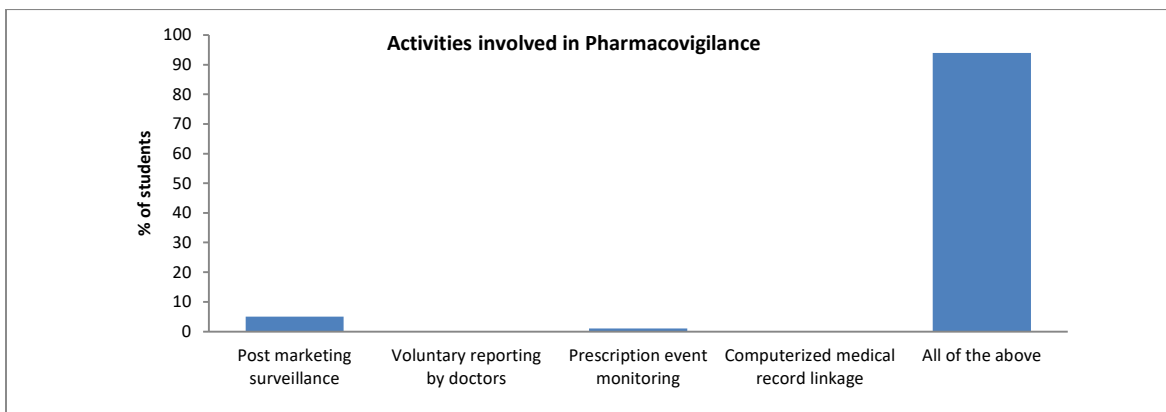 Activities involved in Pharmacovigilance
% of students
100
90
80
70
60
50
40
30
20
10
0
Post marketing
surveillance
Voluntary reporting
by doctors
Prescription event
monitoring
Computerized medical
record linkage
All of the above